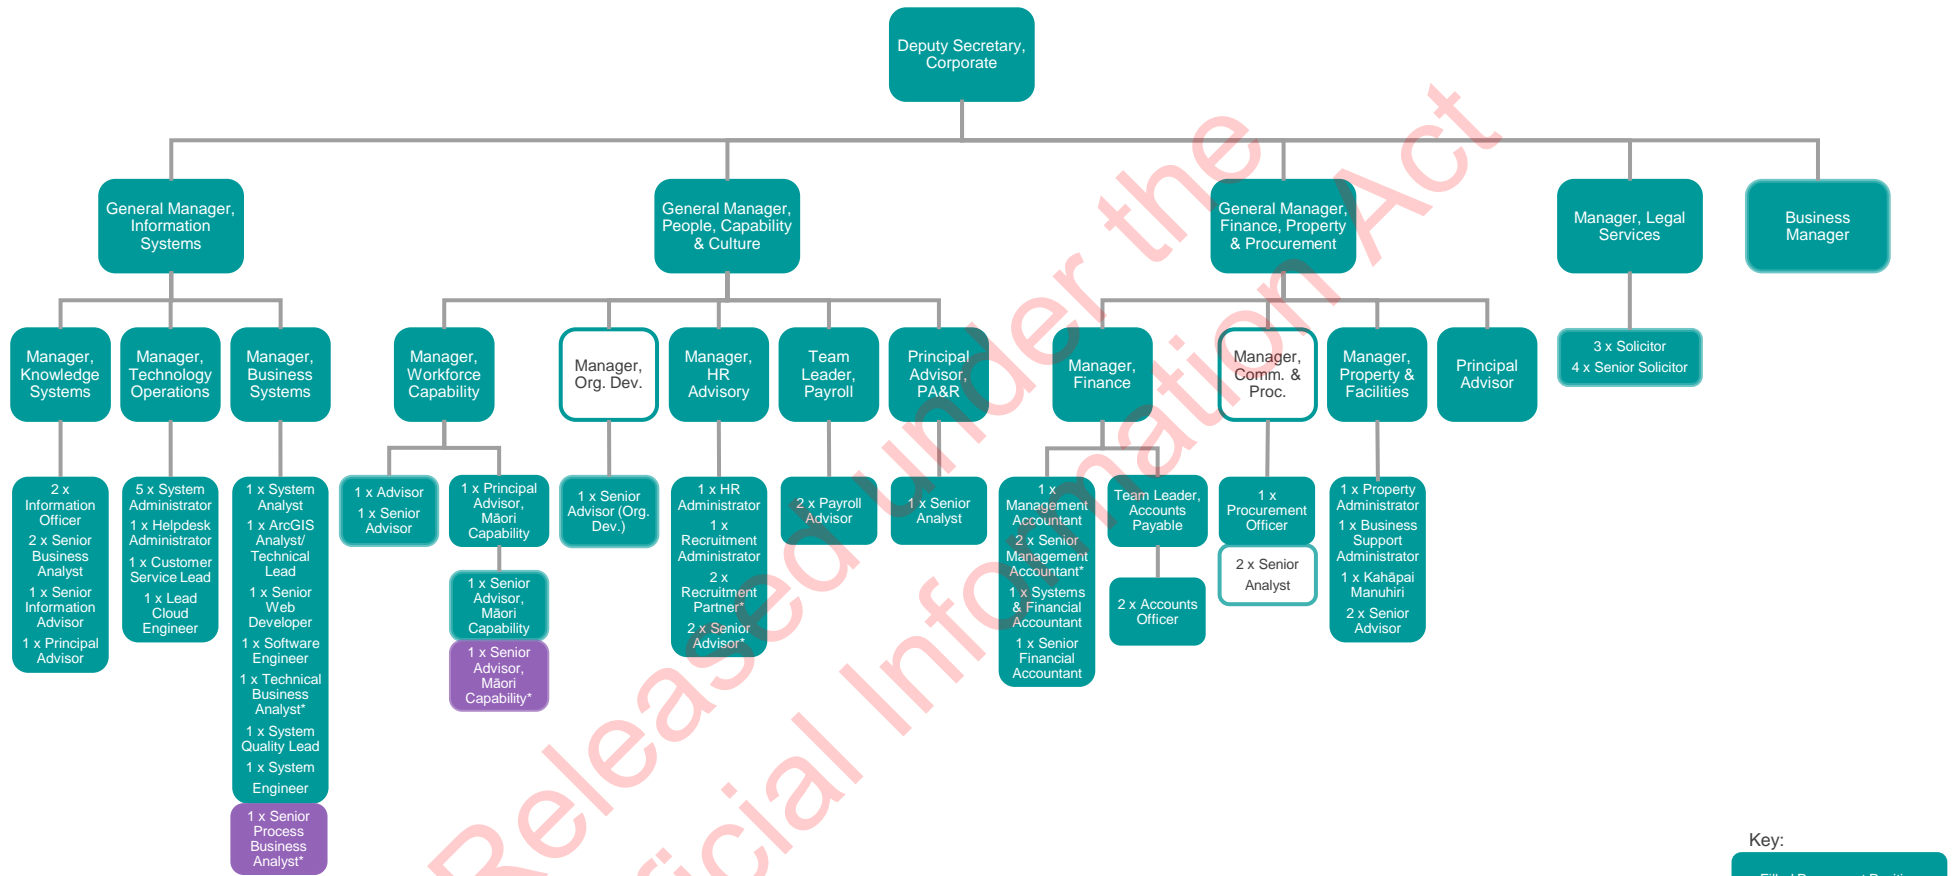 Deputy Secretary,
Corporate
General Manager,
Information
Systems
General Manager,
People, Capability
& Culture
General Manager,
Finance, Property
& Procurement
Manager, Legal
Services
Business
Manager
Manager,
Knowledge
Systems
Manager,
Technology
Operations
Manager,
Business
Systems
Manager,
Workforce
Capability
Manager,
Org. Dev.
Manager,
HR
Advisory
Team
Leader,
Payroll
Principal
Advisor,
PA&R
Manager,
Finance
Manager,
Comm. &
Proc.
Manager,
Property &
Facilities
Principal
Advisor
3 x Solicitor
4 x Senior Solicitor
2 x
Information
Officer
2 x Senior
Business
Analyst
1 x Senior
Information
Advisor
1 x Principal
Advisor
5 x System
Administrator
1 x Helpdesk
Administrator
1 x Customer
Service Lead
1 x Lead
Cloud
Engineer
1 x System
Analyst
1 x ArcGIS
Analyst/
Technical
Lead
1 x Senior
Web
Developer
1 x Software
Engineer
1 x Technical
Business
Analyst*
1 x System
Quality Lead
1 x System
Engineer
1 x Senior
Process
Business
Analyst*
1 x Advisor
1 x Senior
Advisor
1 x Principal
Advisor,
Māori
Capability
1 x Senior
Advisor,
Māori
Capability
1 x Senior
Advisor,
Māori
Capability*
1 x Senior
Advisor (Org.
Dev.)
1 x HR
Administrator
1 x
Recruitment
Administrator
2 x
Recruitment
Partner*
2 x Senior
Advisor*
2 x Payroll
Advisor
1 x Senior
Analyst
1 x
Management
Accountant
2 x Senior
Management
Accountant*
1 x Systems
& Financial
Accountant
1 x Senior
Financial
Accountant
Team Leader,
Accounts
Payable
2 x Accounts
Officer
1 x
Procurement
Officer
2 x Senior
Analyst
1 x Property
Administrator
1 x Business
Support
Administrator
1 x Kahāpai
Manuhiri
2 x Senior
Advisor
Key:
Released under the
Information Act